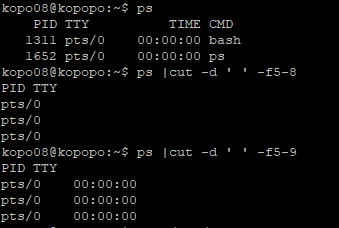 kopo08@kopopo:~$ ps
    PID TTY          TIME CMD
   1311 pts/0    00:00:00 bash
   1652 pts/0    00:00:00 ps
kopo08@kopopo:~$ ps |cut -d ' ' -f5-8
PID TTY
pts/0
pts/0
pts/0
kopo08@kopopo:~$ ps |cut -d ' ' -f5-9
PID TTY
pts/0    00:00:00
pts/0    00:00:00
pts/0    00:00:00